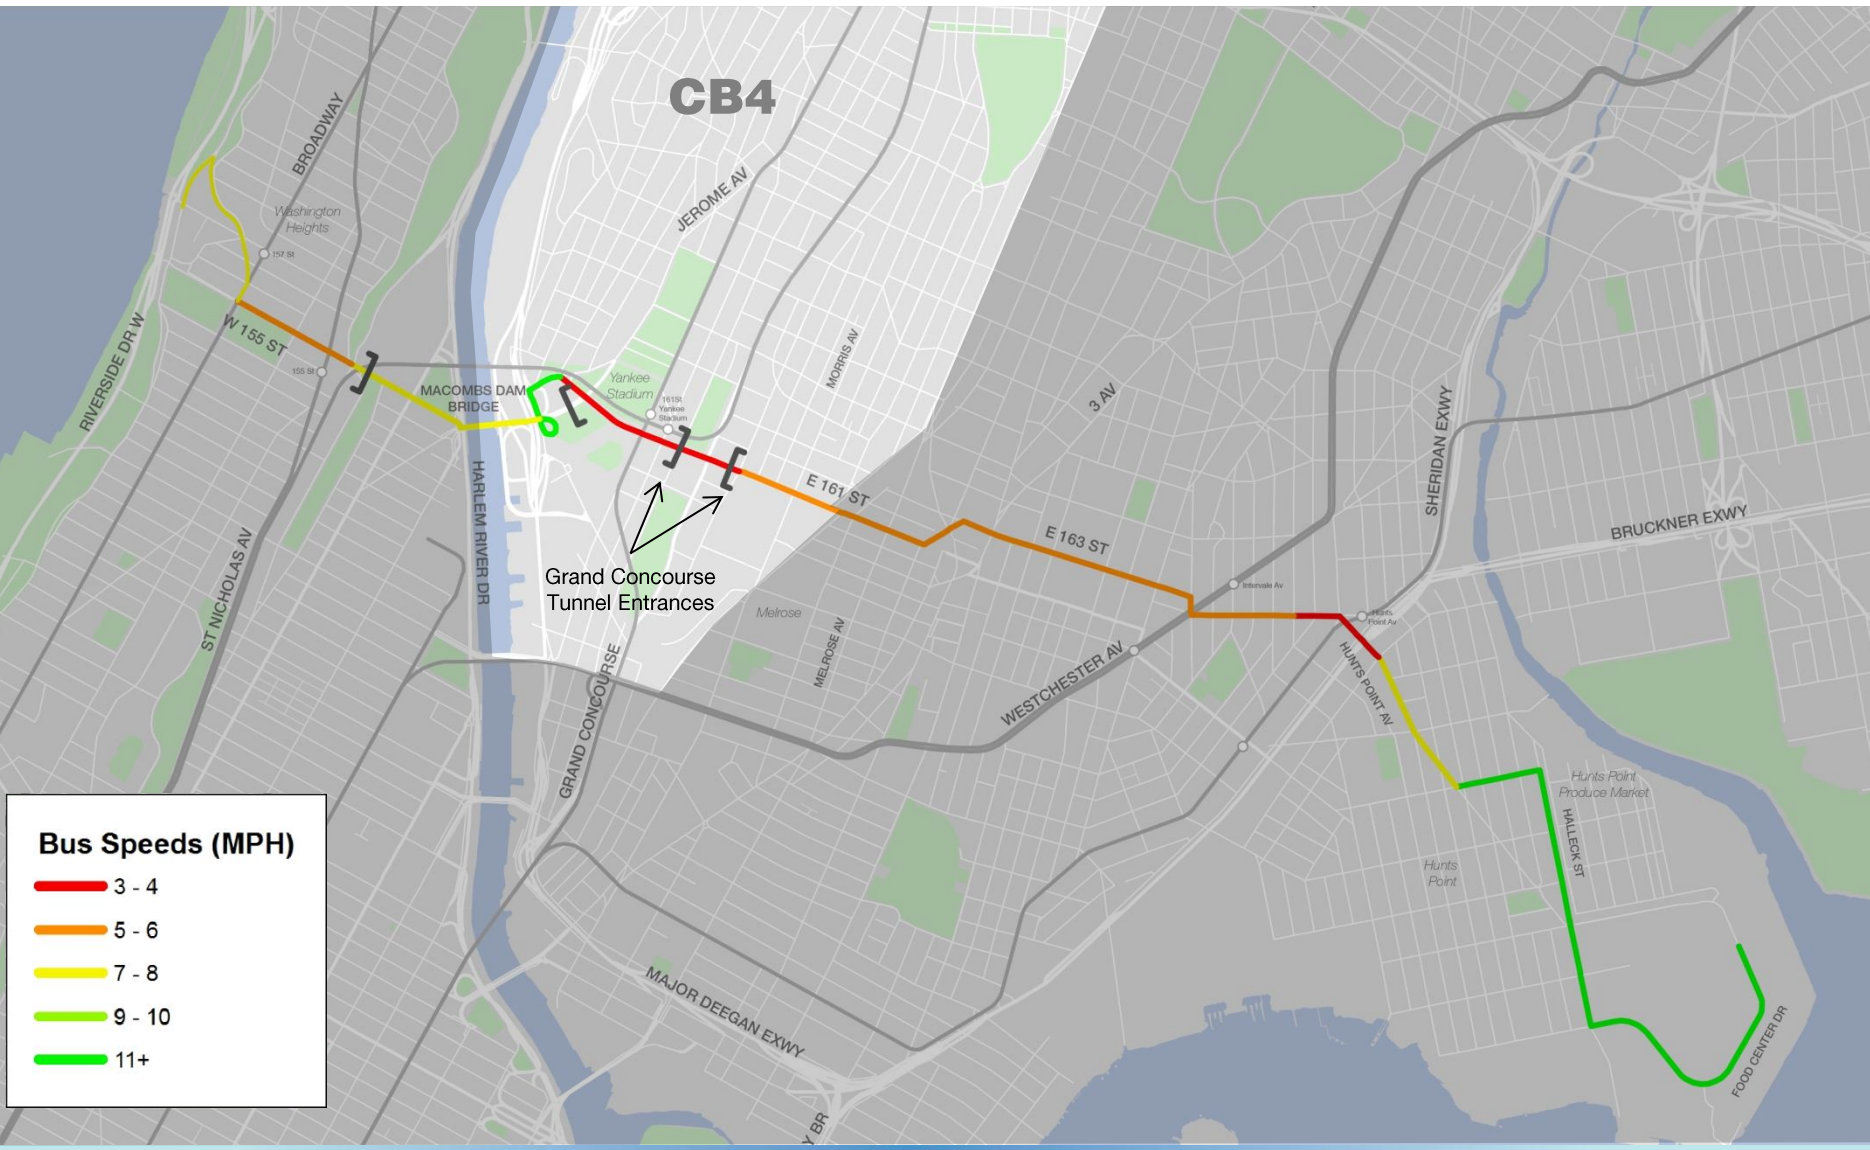 CB4
BROADWAY
Washington
Heights
157 St
JEROME AV
RIVERSIDE DR W
W 155 ST
155 St
MACOMBS DAM
BRIDGE
Yankee
Stadium
161St
Yankee
Stadium
MORRIS AV
3 AV
SHERIDAN EXWY
HARLEM RIVER DR
E 161 ST
E 163 ST
BRUCKNER EXWY
ST NICHOLAS AV
Grand Concourse
Tunnel Entrances
Intervale Av
Hunts
Point Av
Melrose
MELROSE AV
WESTCHESTER AV
HUNTS POINT AV
GRAND CONCOURSE
Hunts Point
Produce Market
HALLECK ST
Hunts
Point
MAJOR DEEGAN EXWY
FOOD CENTER DR
Y BR
Bus Speeds (MPH)
3 - 4
5 - 6
7 - 8
9 - 10
11+